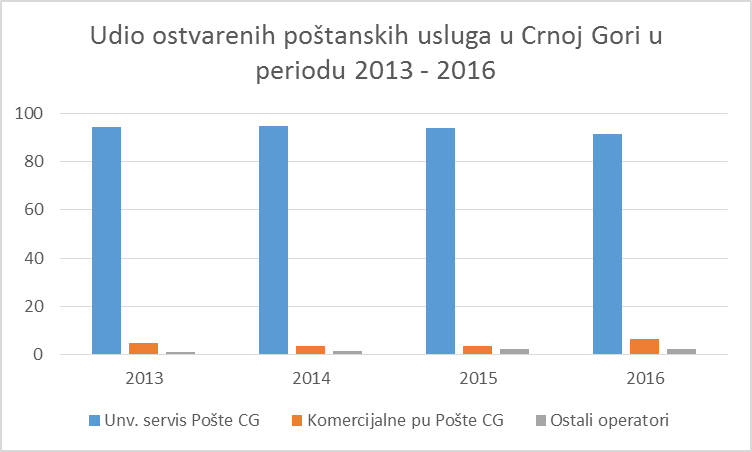 Udio ostvarenih poštanskih usluga u Crnoj Gori u
periodu 2013 - 2016
100
80
60
40
20
0
2013 2014 2015 2016
Unv. servis Pošte CG Komercijalne pu Pošte CG Ostali operatori